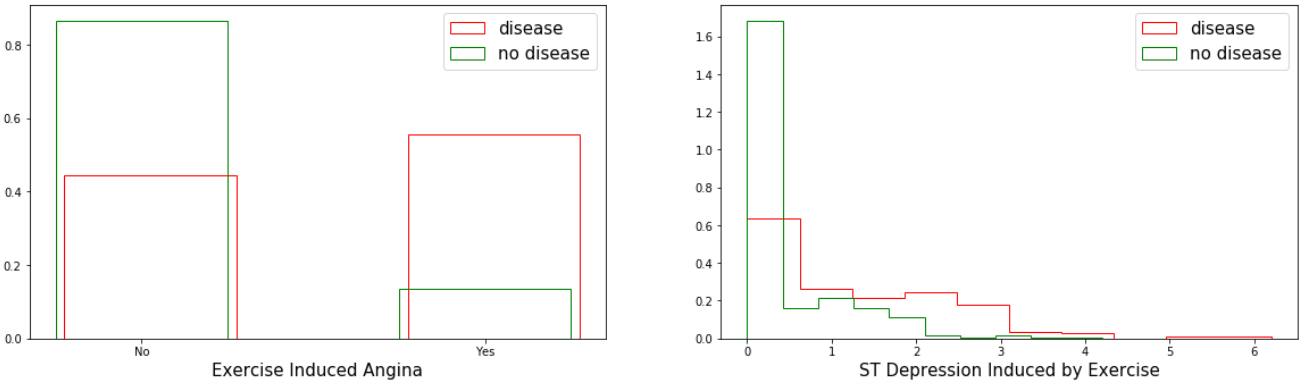 disease
no disease
0.8
0.6
0.4
0.2
0.0
No
Yes
Exercise Induced Angina
disease
no disease
1.6
1.4
1.2
1.0
0.8
0.6
0.4
0.2
0.0
0
1
2
3
4
5
6
ST Depression Induced by Exercise